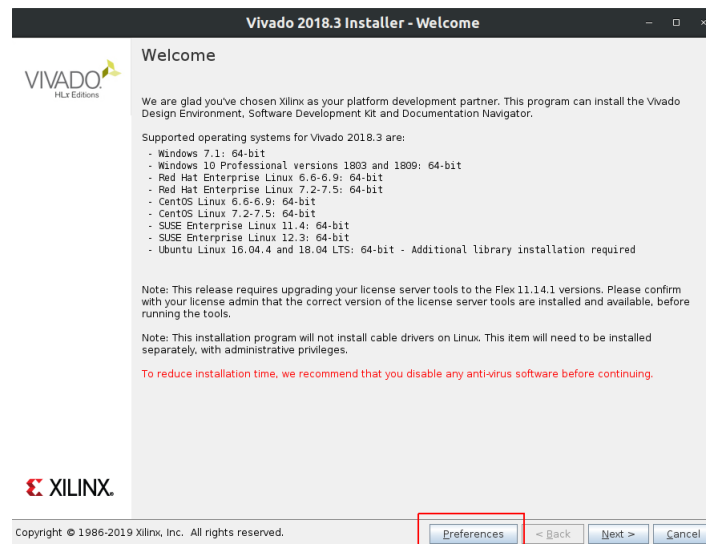 Vivado 2018.3 Installer - Welcome
VIVADO.
HLx Editions
Welcome
We are glad you've chosen Xilinx as your platform development partner. This program can install the Vivado
Design Environment, Software Development Kit and Documentation Navigator.
Supported operating systems for Vivado 2018.3 are:
- Windows 7.1: 64-bit
- Windows 10 Professional versions 1803 and 1809: 64-bit
- Red Hat Enterprise Linux 6.6-6.9: 64-bit
- Red Hat Enterprise Linux 7.2-7.5: 64-bit
- CentOS Linux 6.6-6.9: 64-bit
- CentOS Linux 7.2-7.5: 64-bit
- SUSE Enterprise Linux 11.4: 64-bit
- SUSE Enterprise Linux 12.3: 64-bit
- Ubuntu Linux 16.04.4 and 18.04 LTS: 64-bit - Additional library installation required
Note: This release requires upgrading your license server tools to the Flex 11.14.1 versions. Please confirm
with your license admin that the correct version of the license server tools are installed and available, before
running the tools.
Note: This installation program will not install cable drivers on Linux. This item will need to be installed
separately, with administrative privileges.
To reduce installation time, we recommend that you disable any anti-virus software before continuing.
XILINX.
Copyright © 1986-2019 Xilinx, Inc. All rights reserved.
Preferences
< Back
Next >
Cancel